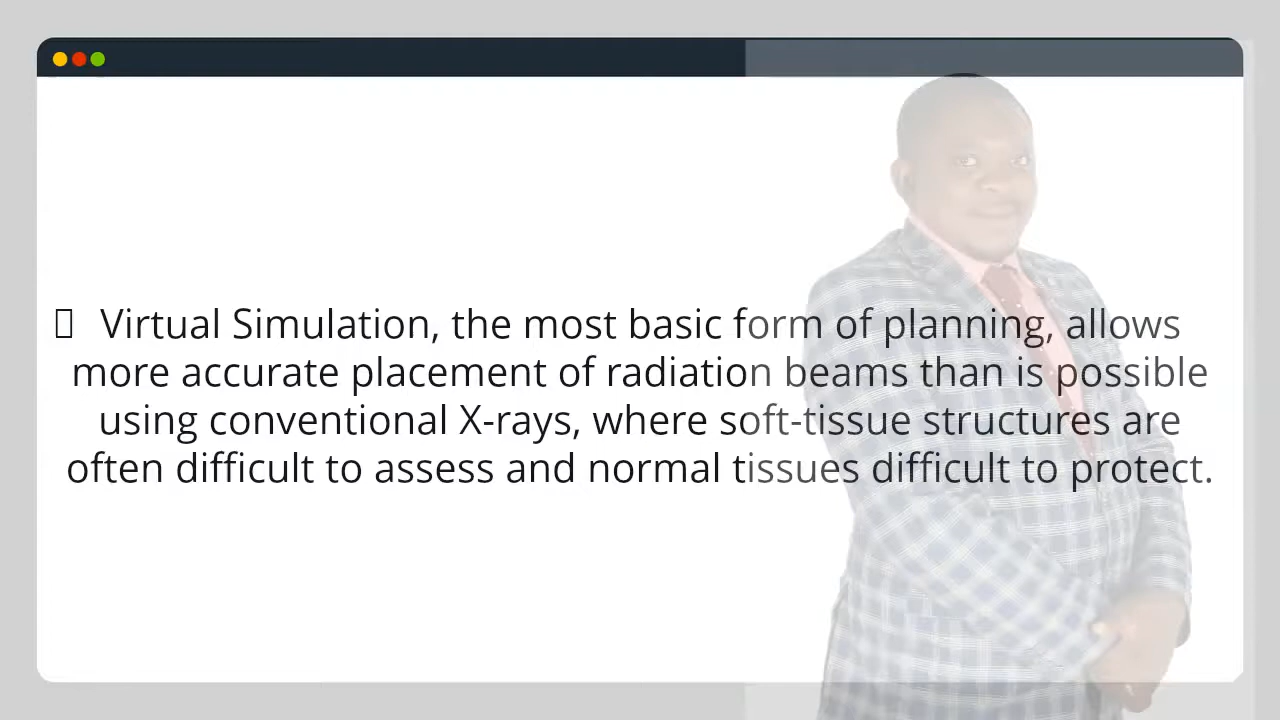 Virtual Simulation, the most basic form of planning, allows
more accurate placement of radiation beams than is possible
using conventional X-rays, where soft-tissue structures are
often difficult to assess and normal tissues difficult to protect.